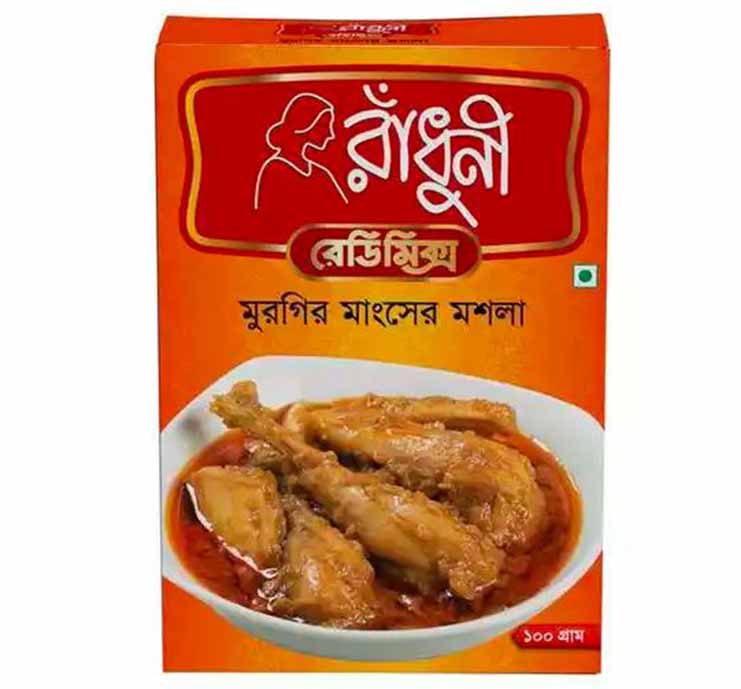 রাঁধুনী
রাঁধুনী
রেডিমিক্স
মুরগির মাংসের মশলা
১০০ গ্রাম